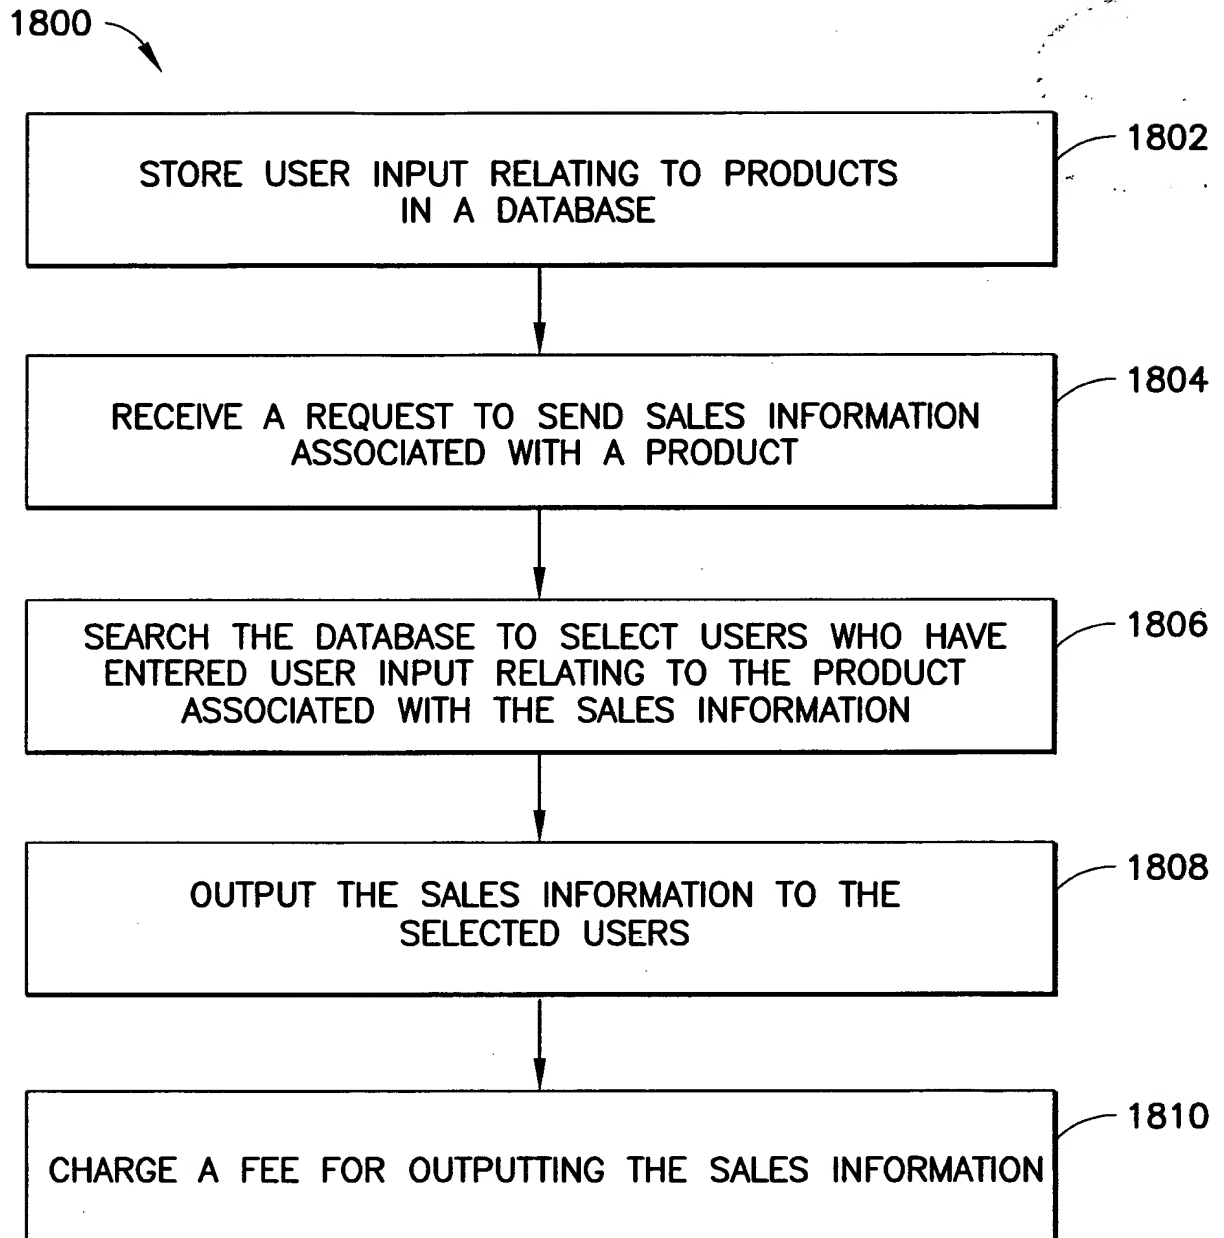 1800
STORE USER INPUT RELATING TO PRODUCTS
IN A DATABASE
1802
RECEIVE A REQUEST TO SEND SALES INFORMATION
ASSOCIATED WITH A PRODUCT
1804
SEARCH THE DATABASE TO SELECT USERS WHO HAVE
ENTERED USER INPUT RELATING TO THE PRODUCT
ASSOCIATED WITH THE SALES INFORMATION
1806
OUTPUT THE SALES INFORMATION TO THE
SELECTED USERS
1808
CHARGE A FEE FOR OUTPUTTING THE SALES INFORMATION
1810